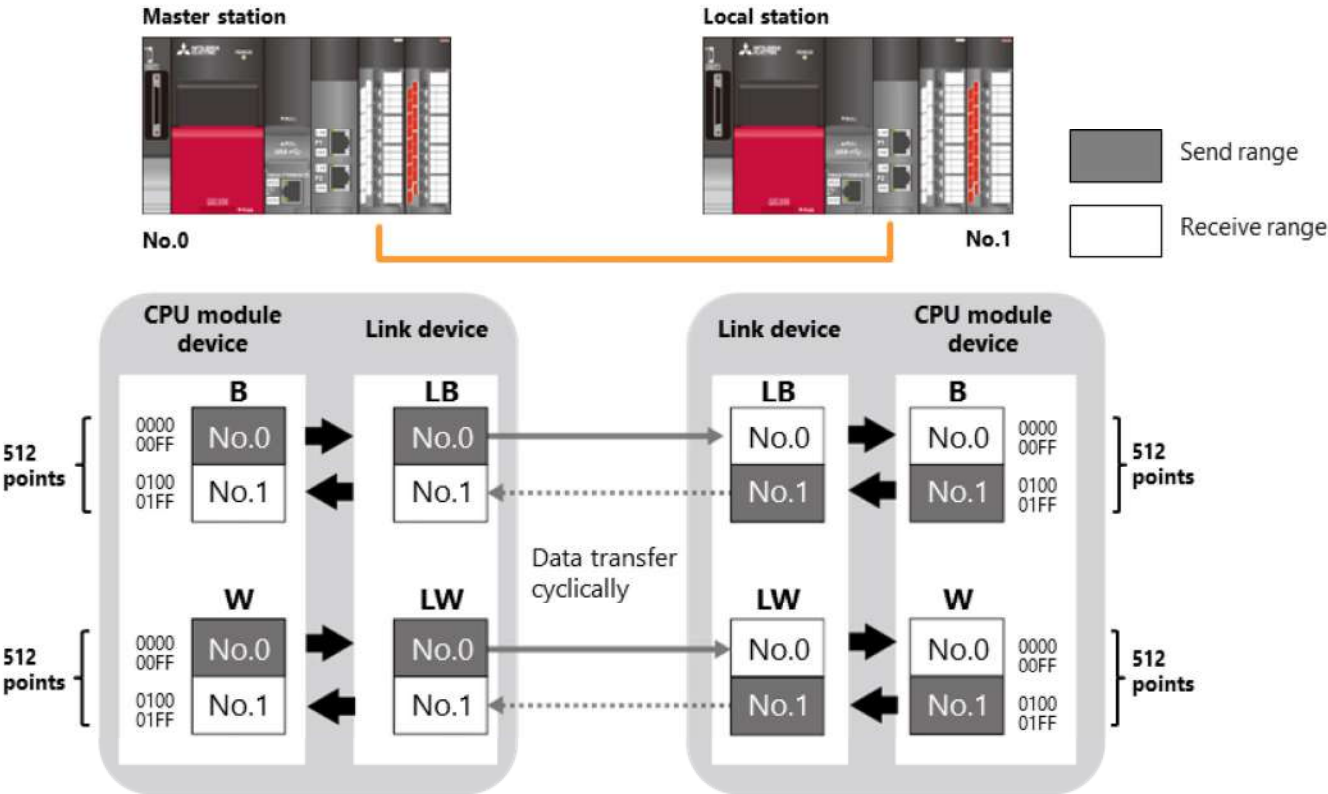 Master station
Local station
MITSUBISHI
ELECTRIC
MITSUBISHI
ELECTRIC
Send range
Receive range
No.0
No.1
CPU module
device
Link device
Link device
CPU module
device
B
LB
LB
B
512
points
0000
00FF
No.0
No.0
No.0
No.0
0000
00FF
512
points
0100
01FF
No.1
No.1
No.1
No.1
0100
01FF
Data transfer
cyclically
W
LW
LW
W
512
points
0000
00FF
No.0
No.0
No.0
No.0
0000
00FF
512
points
0100
01FF
No.1
No.1
No.1
No.1
0100
01FF